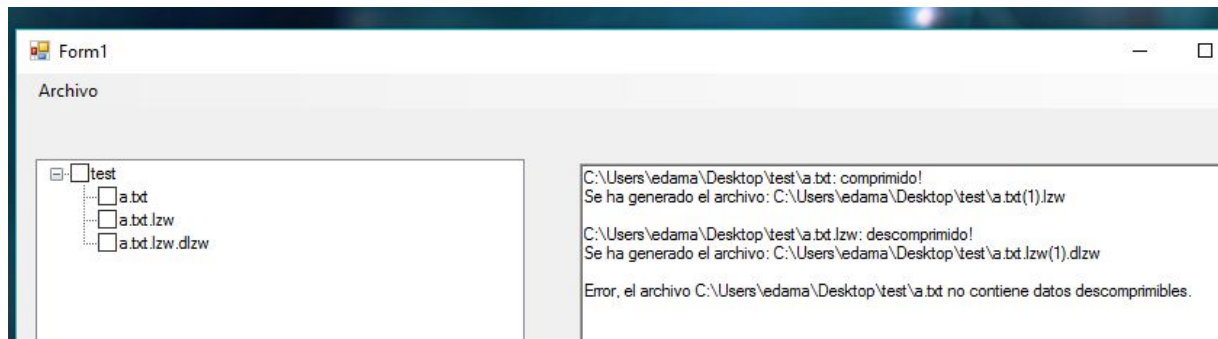 Form1
Archivo
test
a.txt
a.txt.lzw
a.txt.lzw.dlzw
C:\Users\edama\Desktop\test\a.txt: comprimido!
Se ha generado el archivo: C:\Users\edama\Desktop\test\a.txt(1).lzw
C:\Users\edama\Desktop\test\a.txt.lzw: descomprimido!
Se ha generado el archivo: C:\Users\edama\Desktop\test\a.txt.lzw(1).dlzw
Error, el archivo C:\Users\edama\Desktop\test\a.txt no contiene datos descomprimibles.